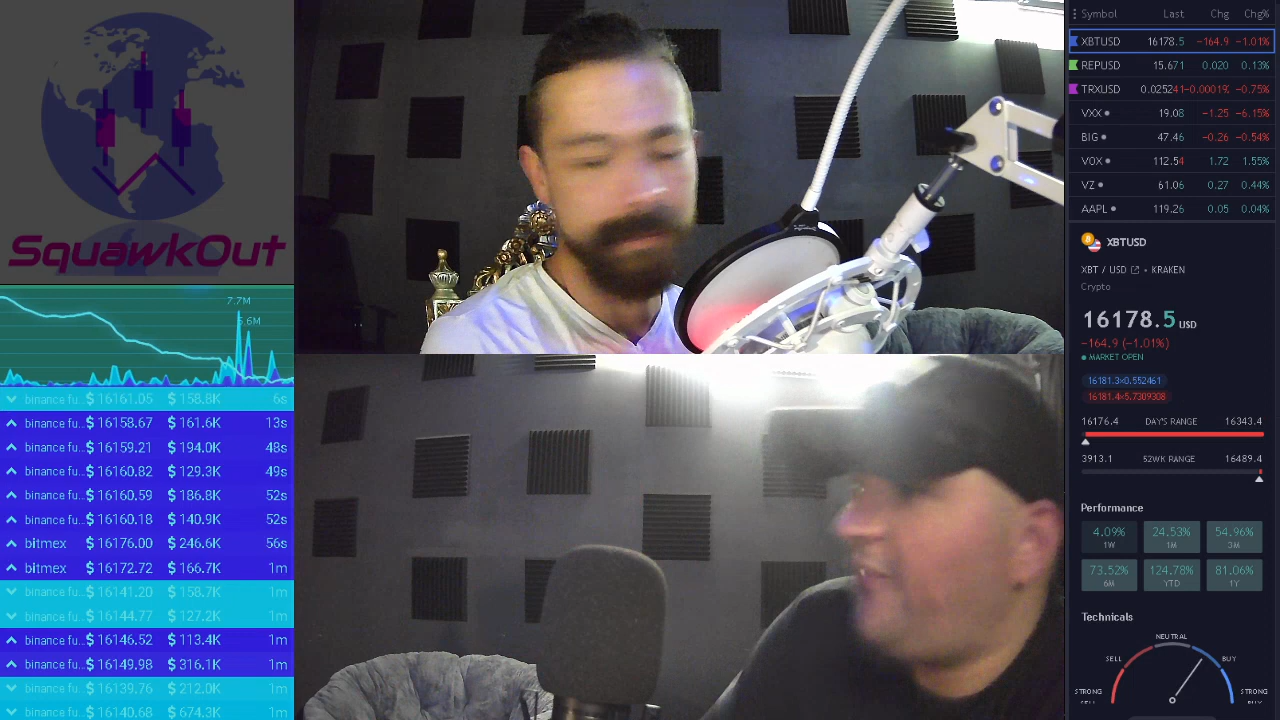 SquawkOut
7.7M
5.6M
binance fu.. $ 16161.05 $ 158.8K 6s
binance fu.. $ 16158.67 $ 161.6K 13s
binance fu.. $ 16159.21 $ 194.0K 48s
binance fu.. $ 16160.82 $ 129.3K 49s
binance fu.. $ 16160.59 $ 186.8K 52s
binance fu.. $ 16160.18 $ 140.9K 52s
bitmex $ 16176.00 $ 246.6K 56s
bitmex $ 16172.72 $ 166.7K 1m
binance fu.. $ 16141.20 $ 158.7K 1m
binance fu.. $ 16144.77 $ 127.2K 1m
binance fu.. $ 16146.52 $ 113.4K 1m
binance fu.. $ 16149.98 $ 316.1K 1m
binance fu.. $ 16139.76 $ 212.0K 1m
binance fu.. $ 16140.68 $ 674.3K 1m
Symbol Last Chg Chg%
XBTUSD 16178.5 −164.9 −1.01%
REPUSD 15.671 0.020 0.13%
TRXUSD 0.025241 −0.00019 −0.75%
VXX 19.08 −1.25 −6.15%
BIG 47.46 −0.26 −0.54%
VOX 112.54 1.72 1.55%
VZ 61.06 0.27 0.44%
AAPL 119.26 0.05 0.04%
XBTUSD
XBT / USD • KRAKEN
Crypto
16178.5 USD
−164.9 (−1.01%)
MARKET OPEN
16181.3×0.552461
16181.4×5.7309308
16176.4 DAY'S RANGE 16343.4
3913.1 52WK RANGE 16489.4
Performance
4.09% 24.53% 54.96%
1W 1M 3M
73.52% 124.78% 81.06%
6M YTD 1Y
Technicals
NEUTRAL
SELL BUY
STRONG STRONG